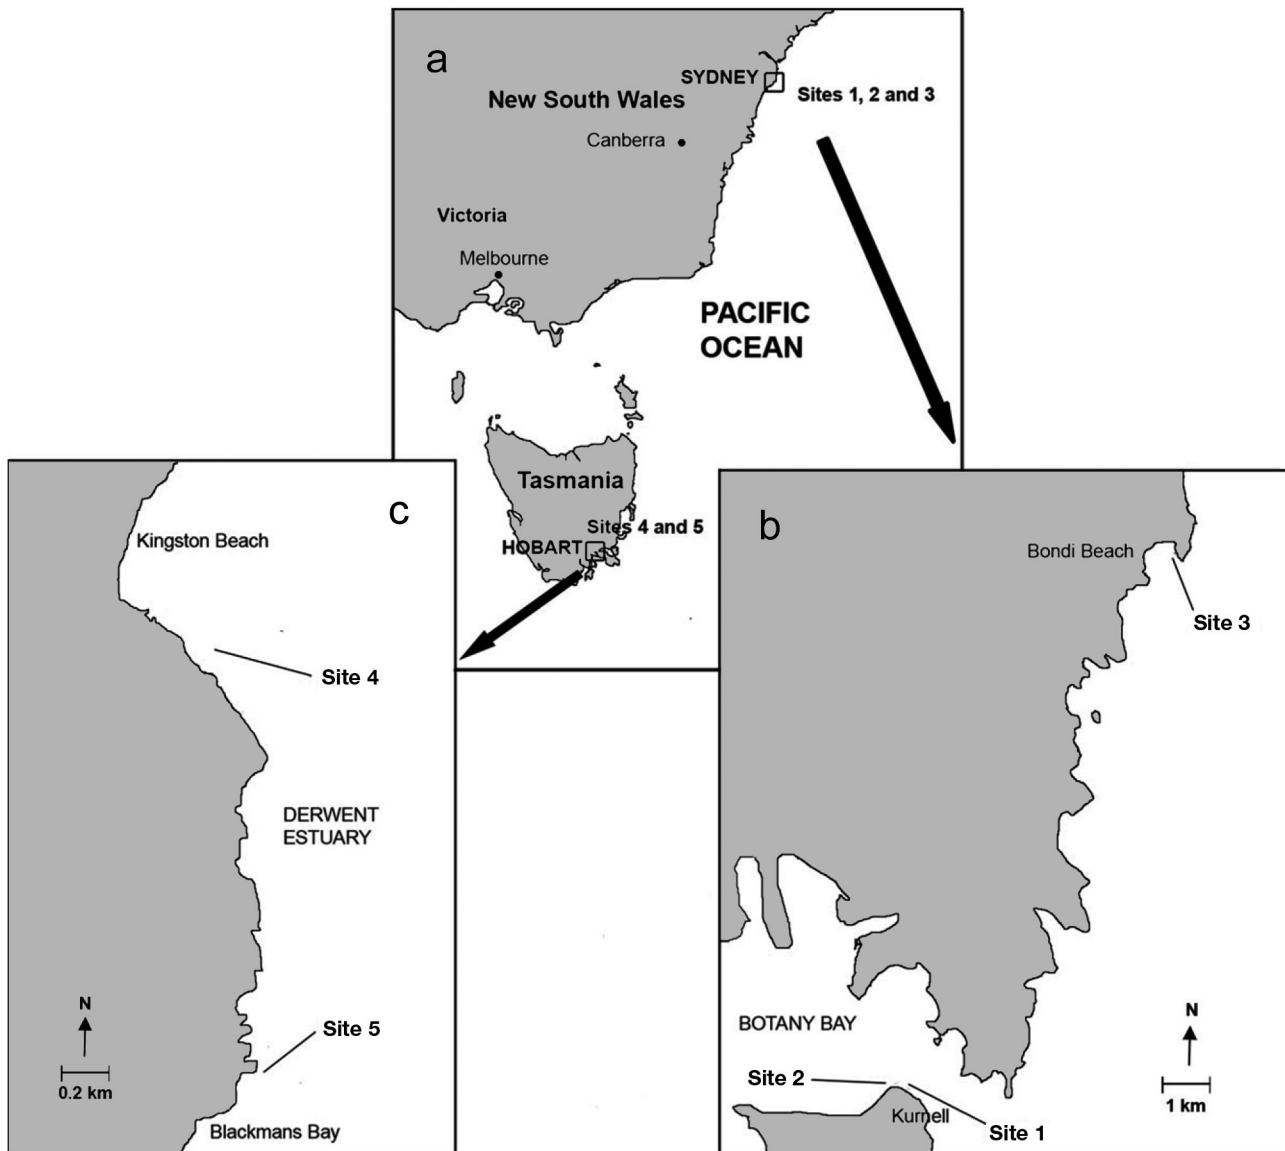 a
SYDNEY
Sites 1, 2 and 3
New South Wales
Canberra
Victoria
Melbourne
PACIFIC
OCEAN
Tasmania
Sites 4 and 5
HOBART
c
Kingston Beach
Site 4
DERWENT
ESTUARY
N
0.2 km
Site 5
Blackmans Bay
b
Bondi Beach
Site 3
BOTANY BAY
N
1 km
Site 2
Kurnell
Site 1